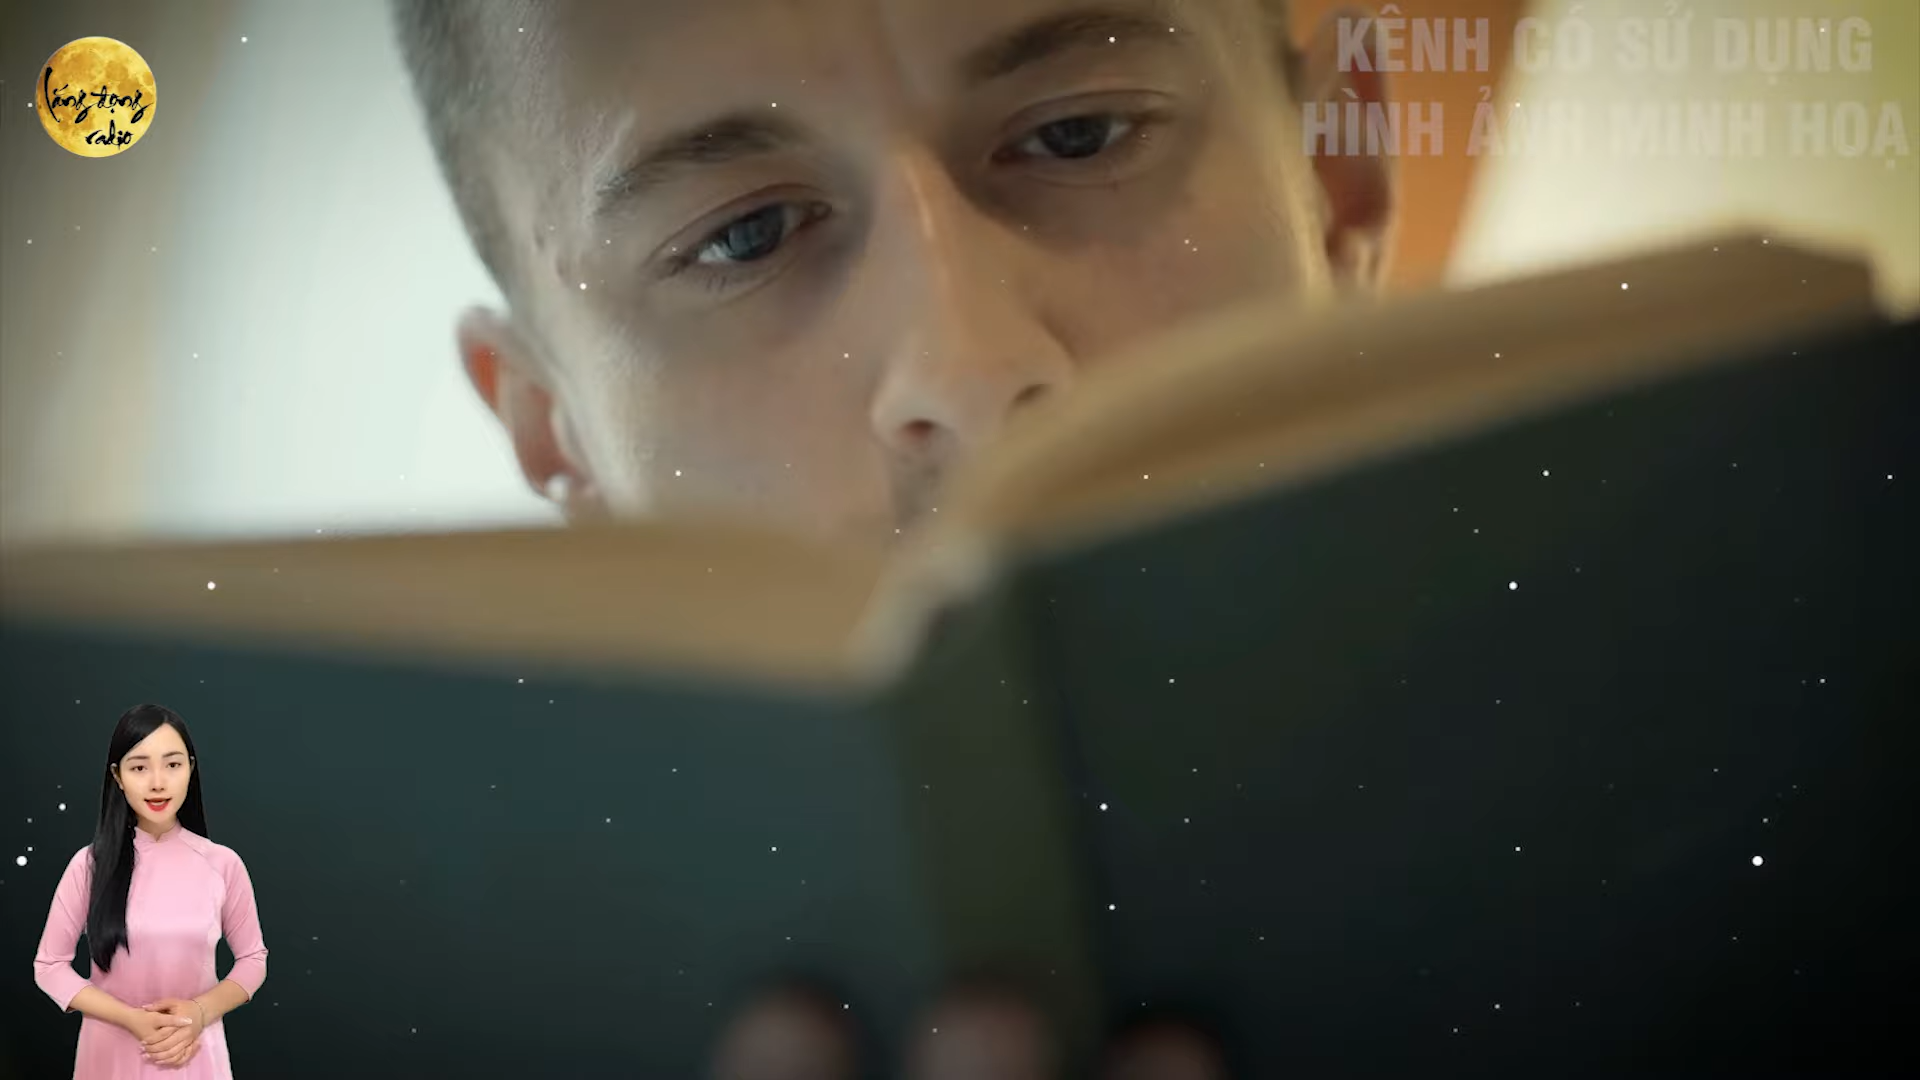 lắng đọng
radio
KÊNH CÓ SỬ DỤNG
HÌNH ẢNH MINH HOẠ